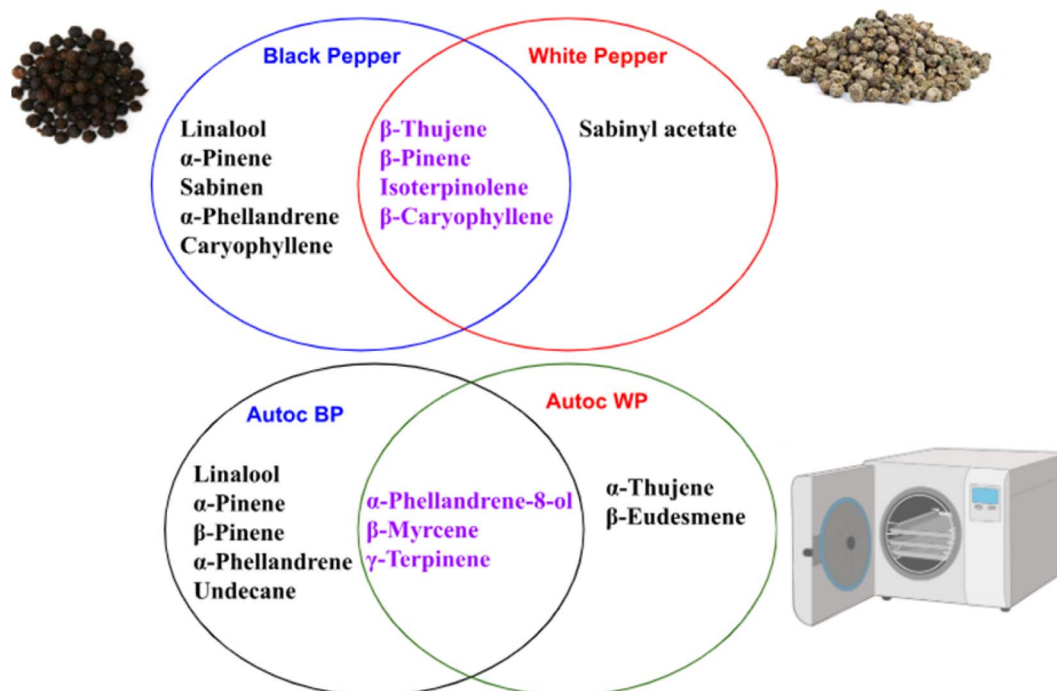 Black Pepper
White Pepper
Linalool
α-Pinene
Sabinen
α-Phellandrene
Caryophyllene
β-Thujene
β-Pinene
Isoterpinolene
β-Caryophyllene
Sabinyl acetate
Autoc BP
Autoc WP
Linalool
α-Pinene
β-Pinene
α-Phellandrene
Undecane
α-Phellandrene-8-ol
β-Myrcene
γ-Terpinene
α-Thujene
β-Eudesmene